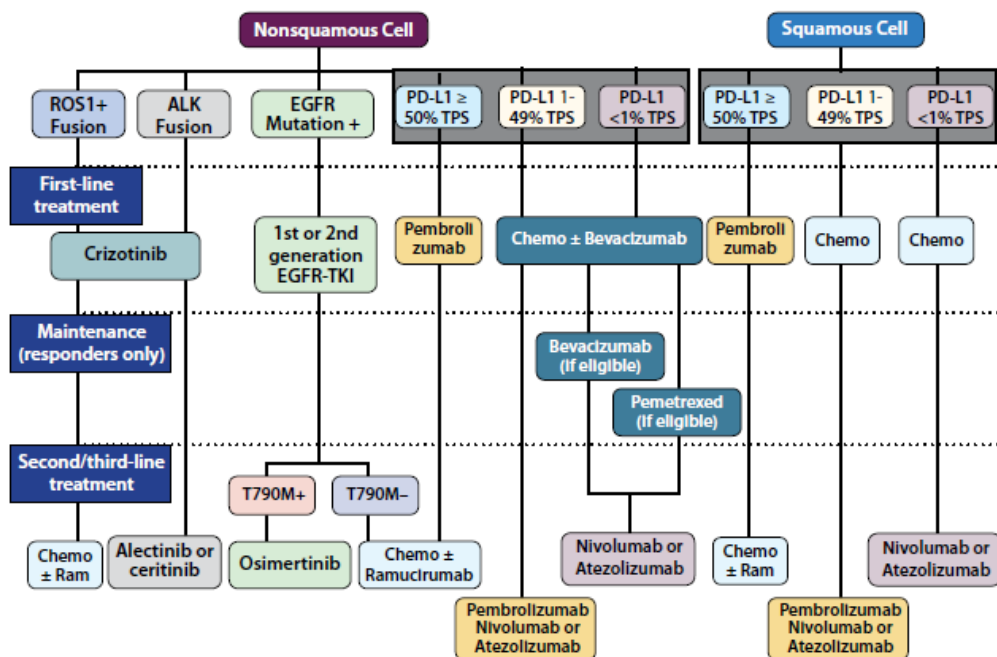 Nonsquamous Cell
Squamous Cell
ROS1+
Fusion
ALK
Fusion
EGFR
Mutation +
PD-L1 ≥
50% TPS
PD-L1 1-
49% TPS
PD-L1
<1% TPS
PD-L1 ≥
50% TPS
PD-L1 1-
49% TPS
PD-L1
<1% TPS
First-line
treatment
Crizotinib
1st or 2nd
generation
EGFR-TKI
Pembroli
zumab
Chemo ± Bevacizumab
Pembroli
zumab
Chemo
Chemo
Maintenance
(responders only)
Bevacizumab
(if eligible)
Pemetrexed
(if eligible)
Second/third-line
treatment
T790M+
T790M–
Chemo
± Ram
Alectinib or
ceritinib
Osimertinib
Chemo ±
Ramucirumab
Nivolumab or
Atezolizumab
Chemo
± Ram
Nivolumab or
Atezolizumab
Pembrolizumab
Nivolumab or
Atezolizumab
Pembrolizumab
Nivolumab or
Atezolizumab